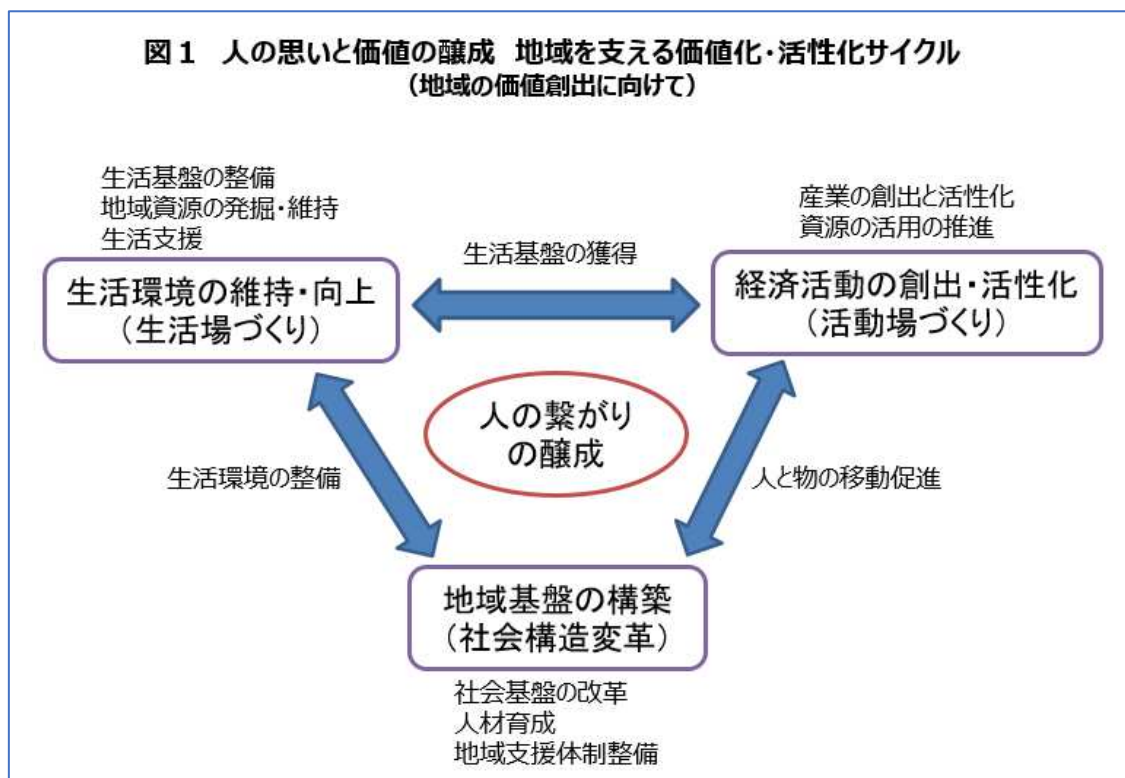 図1 人の思いと価値の醸成 地域を支える価値化・活性化サイクル
（地域の価値創出に向けて）
生活基盤の整備
地域資源の発掘・維持
生活支援
生活環境の維持・向上
（生活場づくり）
生活基盤の獲得
産業の創出と活性化
資源の活用の推進
経済活動の創出・活性化
（活動場づくり）
人の繋がり
の醸成
生活環境の整備
人と物の移動促進
地域基盤の構築
（社会構造変革）
社会基盤の改革
人材育成
地域支援体制整備